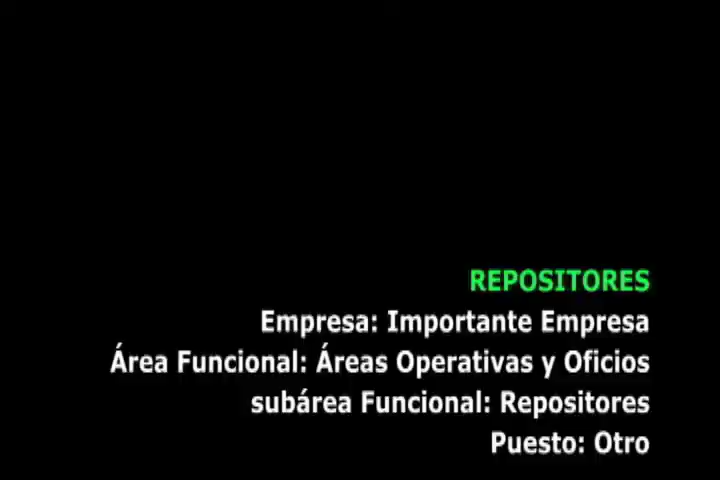 REPOSITORES
Empresa: Importante Empresa
Área Funcional: Áreas Operativas y Oficios
subárea Funcional: Repositores
Puesto: Otro